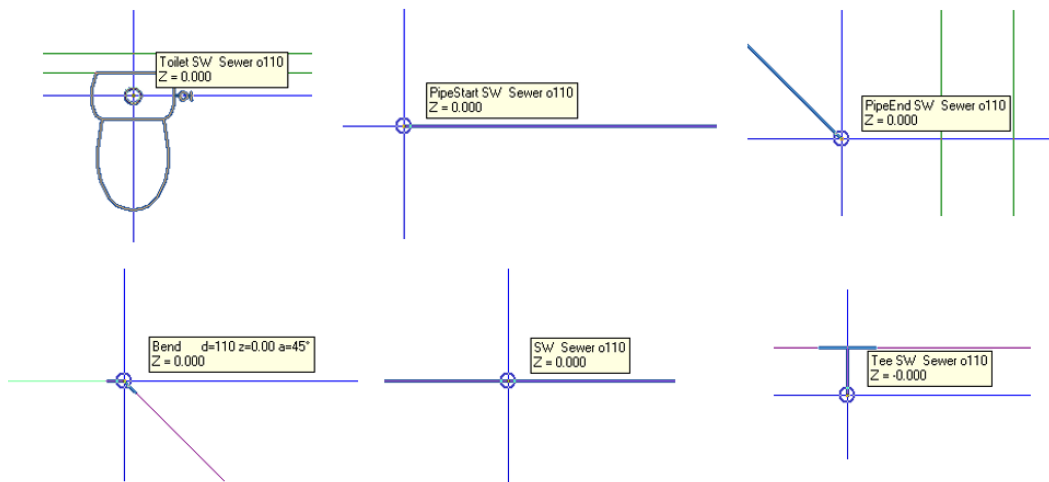 Toilet SW Sewer o110
Z = 0.000
PipeStart SW Sewer o110
Z = 0.000
PipeEnd SW Sewer o110
Z = 0.000
Bend d=110 z=0.00 a=45°
Z = 0.000
SW Sewer o110
Z = 0.000
Tee SW Sewer o110
Z = -0.000